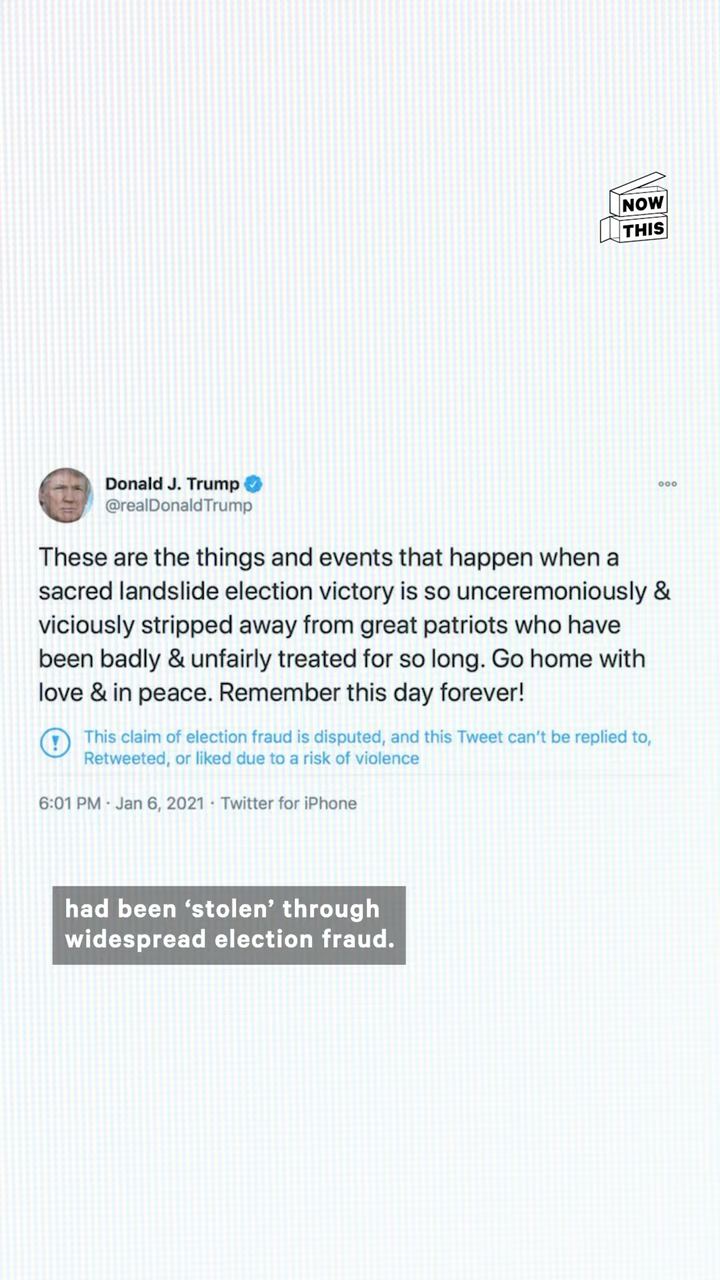 NOW
THIS
Donald J. Trump
@realDonaldTrump
These are the things and events that happen when a
sacred landslide election victory is so unceremoniously &
viciously stripped away from great patriots who have
been badly & unfairly treated for so long. Go home with
love & in peace. Remember this day forever!
This claim of election fraud is disputed, and this Tweet can’t be replied to,
Retweeted, or liked due to a risk of violence
6:01 PM · Jan 6, 2021 · Twitter for iPhone
had been ‘stolen’ through
widespread election fraud.